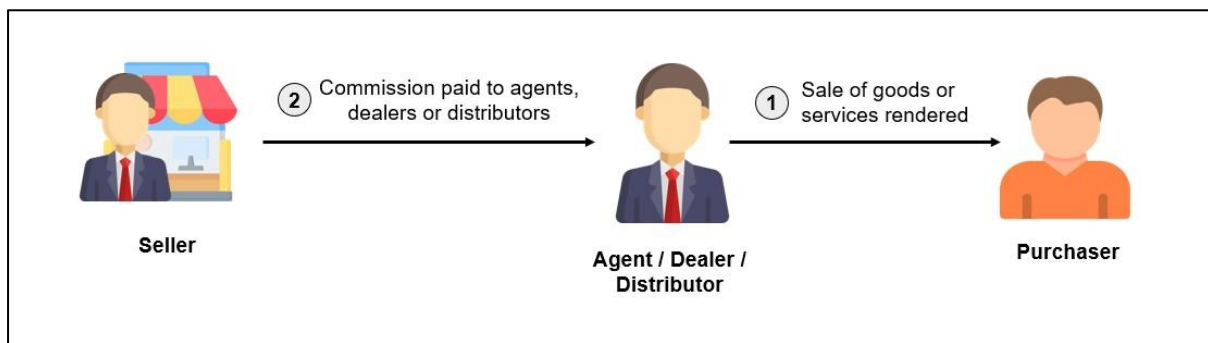 2
Commission paid to agents,
dealers or distributors
1
Sale of goods or
services rendered
Seller
Agent / Dealer /
Distributor
Purchaser